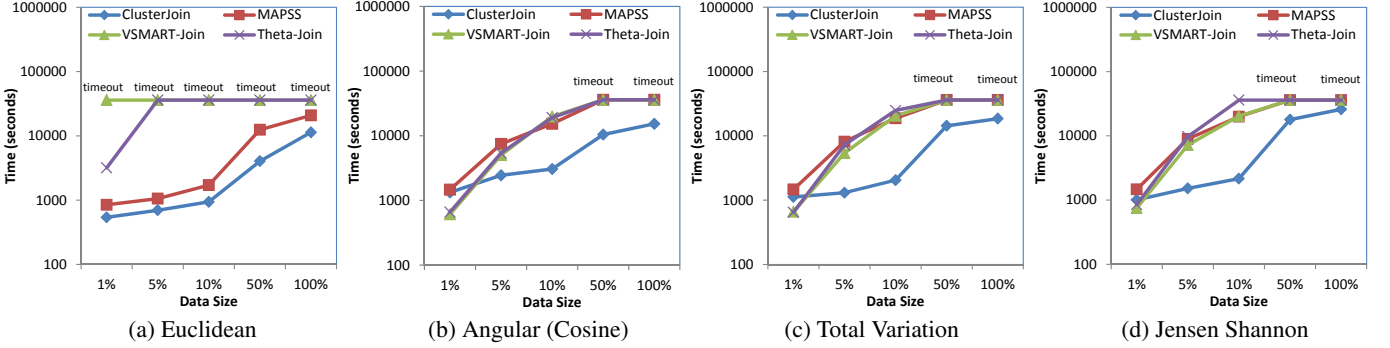 1000000
100000
10000
1000
100
Time (seconds)
ClusterJoin MAPSS
VSMART-Join Theta-Join
timeout timeout timeout timeout timeout
1% 5% 10% 50% 100%
Data Size
(a) Euclidean
1000000
100000
10000
1000
100
Time (seconds)
ClusterJoin MAPSS
VSMART-Join Theta-Join
timeout timeout
1% 5% 10% 50% 100%
Data Size
(b) Angular (Cosine)
1000000
100000
10000
1000
100
Time (seconds)
ClusterJoin MAPSS
VSMART-Join Theta-Join
timeout timeout
1% 5% 10% 50% 100%
Data Size
(c) Total Variation
1000000
100000
10000
1000
100
Time (seconds)
ClusterJoin MAPSS
VSMART-Join Theta-Join
timeout timeout
1% 5% 10% 50% 100%
Data Size
(d) Jensen Shannon